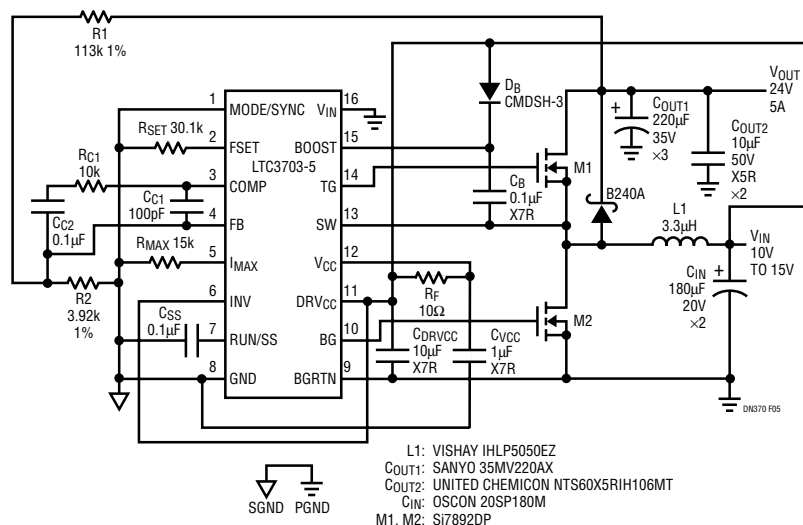 R1
113k 1%
1
MODE/SYNC
VIN
16
RSET 30.1k
2
FSET
BOOST
15
LTC3703-5
RC1
10k
3
COMP
TG
14
CC1
100pF
CC2
0.1µF
4
FB
SW
13
RMAX 15k
5
IMAX
VCC
12
6
INV
DRVCC
11
R2
3.92k
1%
CSS
0.1µF
7
RUN/SS
BG
10
8
GND
BGRTN
9
DB
CMDSH-3
CB
0.1µF
X7R
RF
10Ω
CDRVCC
10µF
X7R
CVCC
1µF
X7R
M1
M2
B240A
COUT1
220µF
35V
×3
+
VOUT
24V
5A
COUT2
10µF
50V
X5R
×2
L1
3.3µH
VIN
10V
TO 15V
CIN
180µF
20V
×2
+
DN370 F05
SGND PGND
L1: VISHAY IHLP5050EZ
COUT1: SANYO 35MV220AX
COUT2: UNITED CHEMICON NTS60X5RIH106MT
CIN: OSCON 20SP180M
M1, M2: Si7892DP